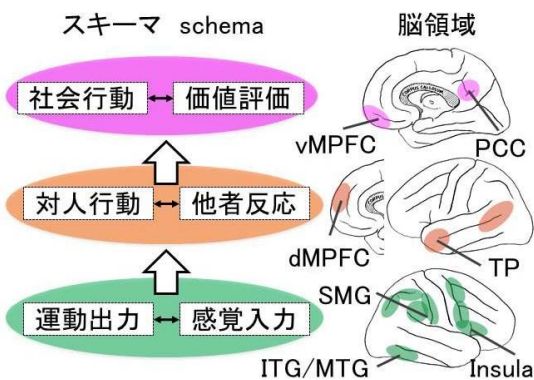 スキーマ schema
脳領域
社会行動 価値評価
vMPFC
PCC
CORPUS CALLOSUM
対人行動 他者反応
dMPFC
TP
運動出力 感覚入力
SMG
ITG/MTG
Insula